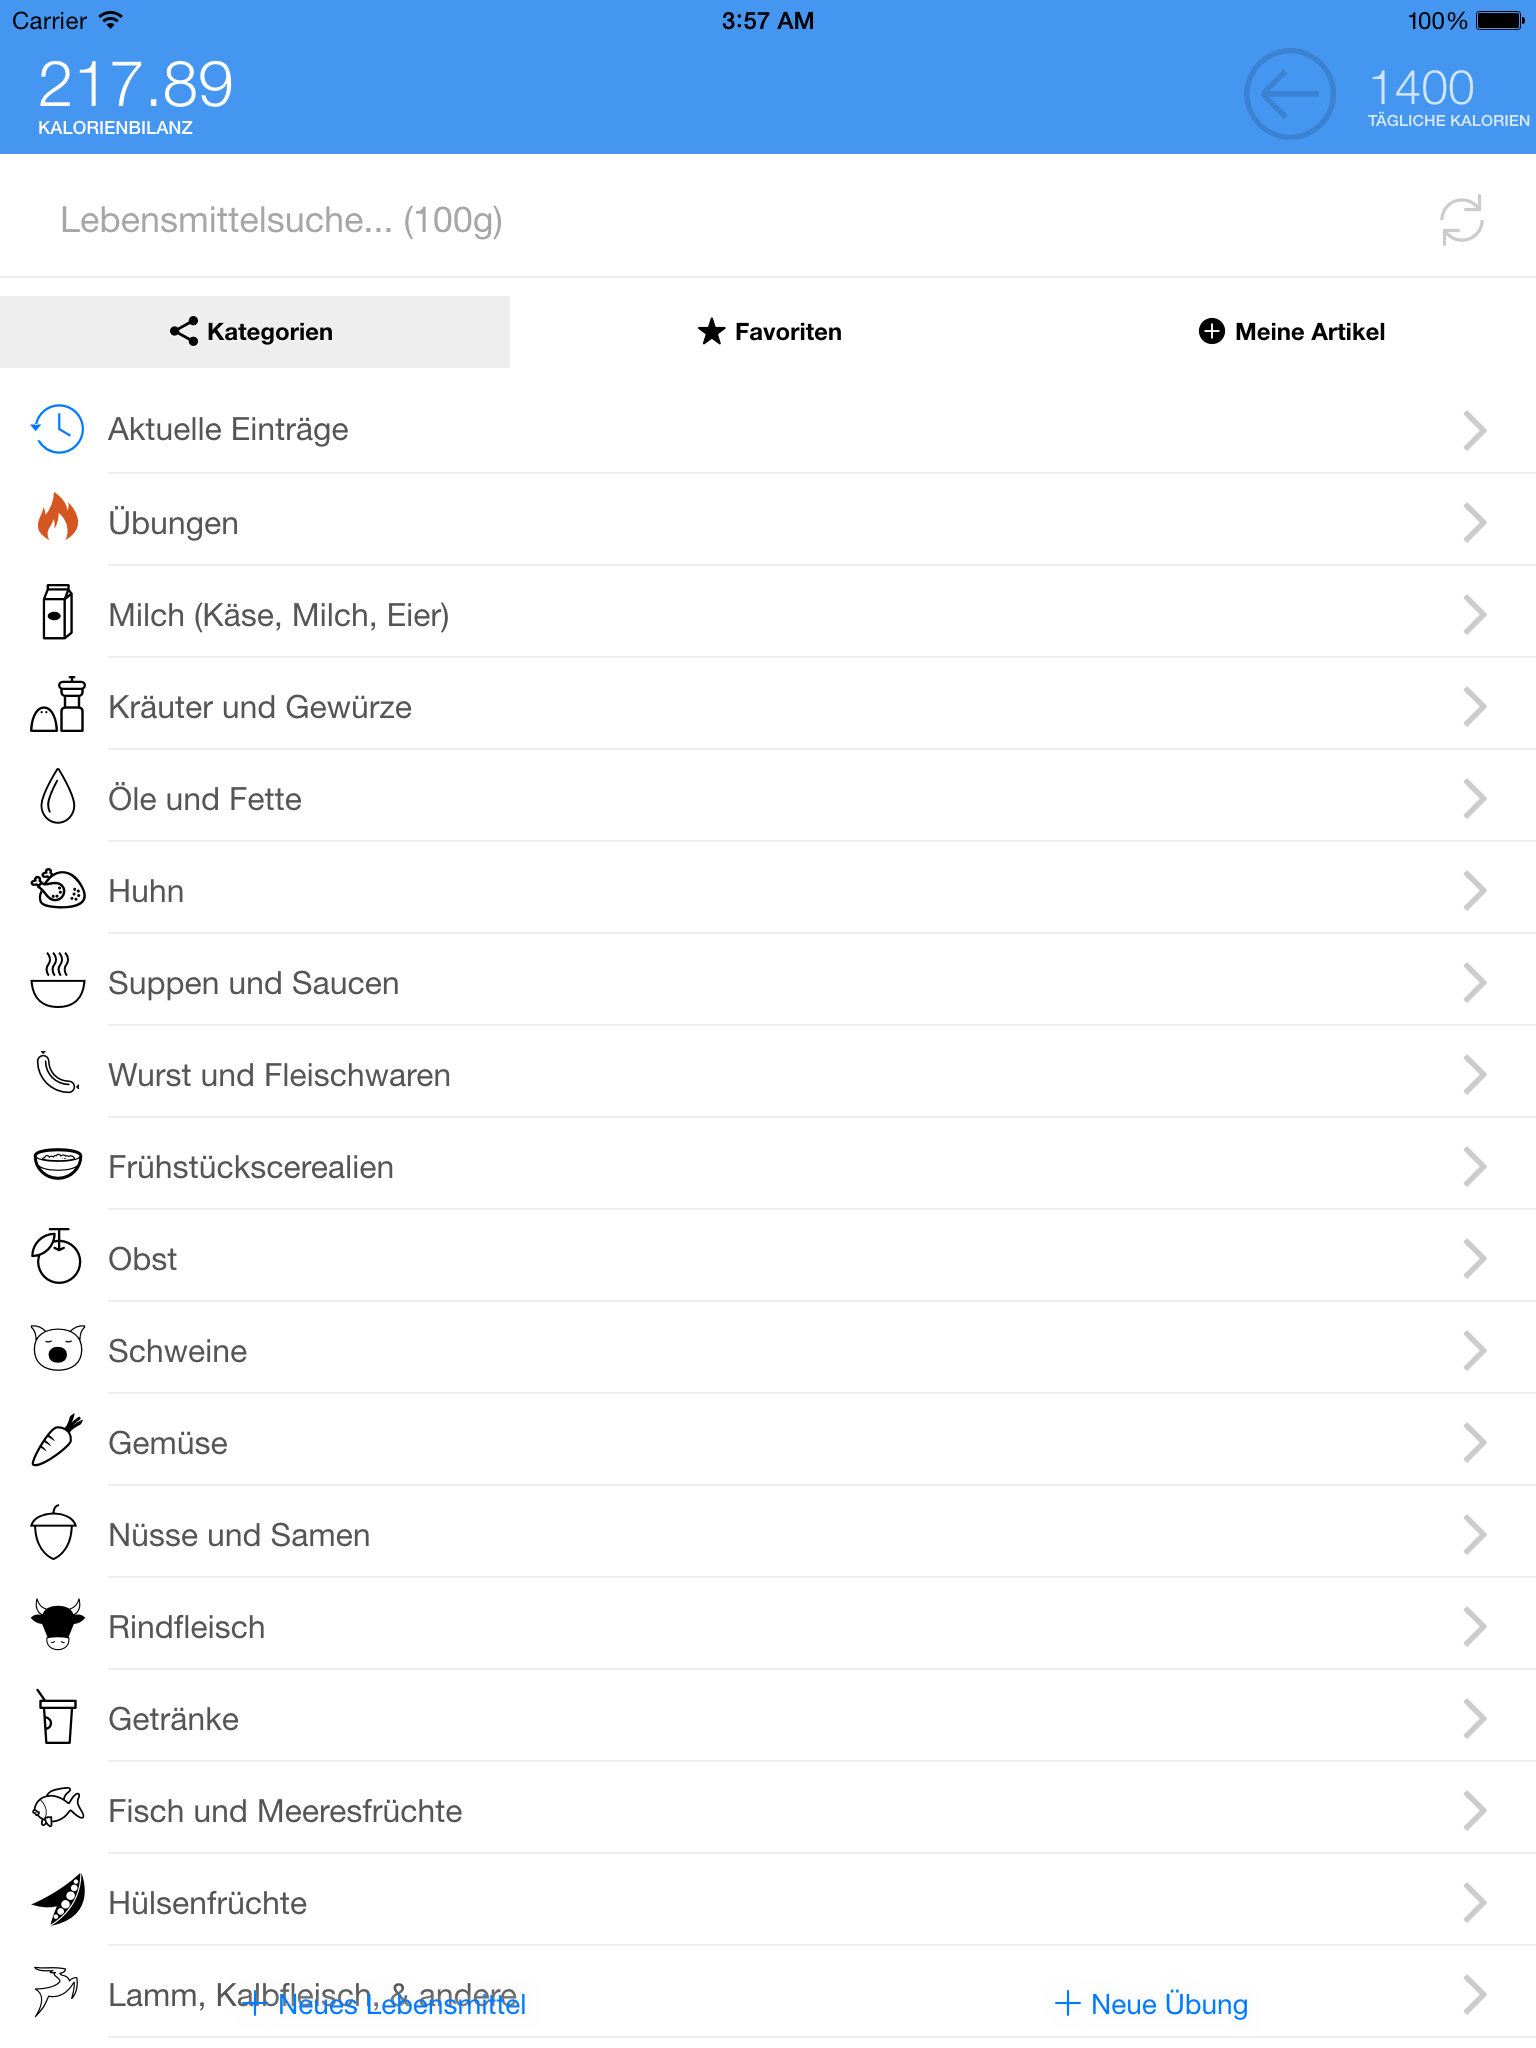 Carrier
3:57 AM
100%
217.89
KALORIENBILANZ
1400
TÄGLICHE KALORIEN
Lebensmittelsuche... (100g)
Kategorien
Favoriten
Meine Artikel
Aktuelle Einträge
Übungen
Milch (Käse, Milch, Eier)
Kräuter und Gewürze
Öle und Fette
Huhn
Suppen und Saucen
Wurst und Fleischwaren
Frühstückscerealien
Obst
Schweine
Gemüse
Nüsse und Samen
Rindfleisch
Getränke
Fisch und Meeresfrüchte
Hülsenfrüchte
Lamm, Kalbfleisch, & andere
+ Neues Lebensmittel
+ Neue Übung